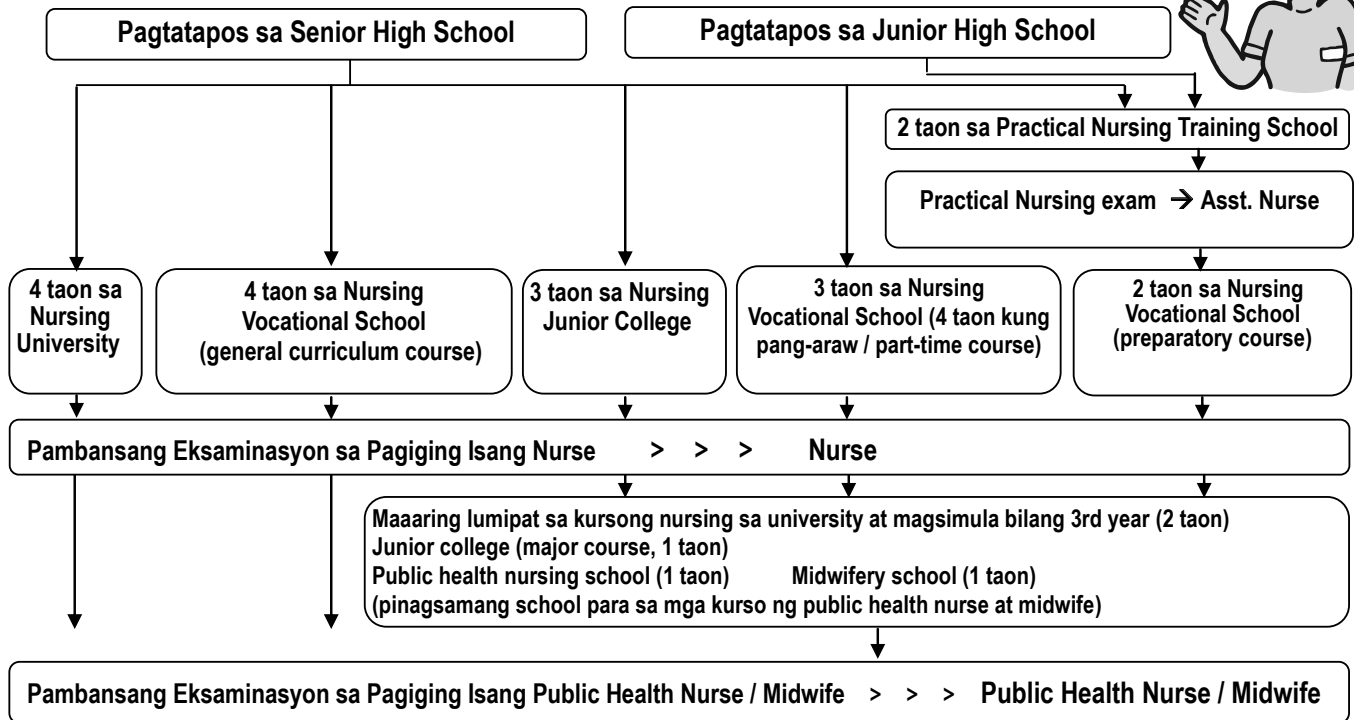 Pagtatapos sa Senior High School
Pagtatapos sa Junior High School
2 taon sa Practical Nursing Training School
Practical Nursing exam → Asst. Nurse
4 taon sa
Nursing
University
4 taon sa Nursing
Vocational School
(general curriculum course)
3 taon sa Nursing
Junior College
3 taon sa Nursing
Vocational School (4 taon kung
pang-araw / part-time course)
2 taon sa Nursing
Vocational School
(preparatory course)
Pambansang Eksaminasyon sa Pagiging Isang Nurse > > > Nurse
Maaaring lumipat sa kursong nursing sa university at magsimula bilang 3rd year (2 taon)
Junior college (major course, 1 taon)
Public health nursing school (1 taon) Midwifery school (1 taon)
(pinagsamang school para sa mga kurso ng public health nurse at midwife)
Pambansang Eksaminasyon sa Pagiging Isang Public Health Nurse / Midwife > > > Public Health Nurse / Midwife